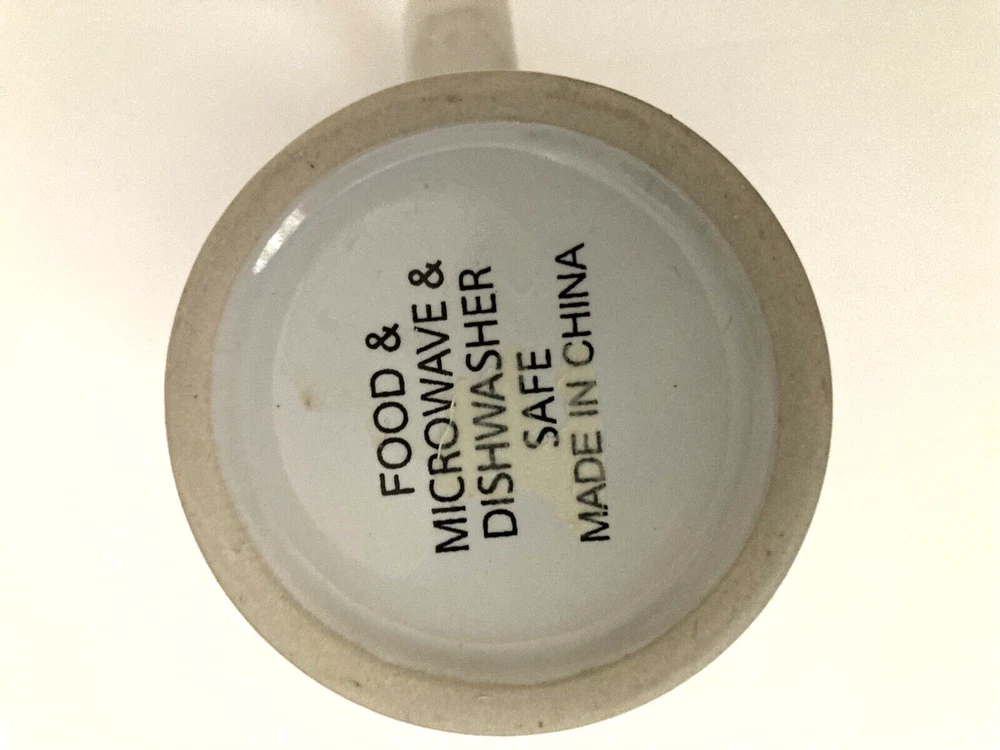 FOOD &
MICROWAVE &
DISHWASHER
SAFE
MADE IN CHINA